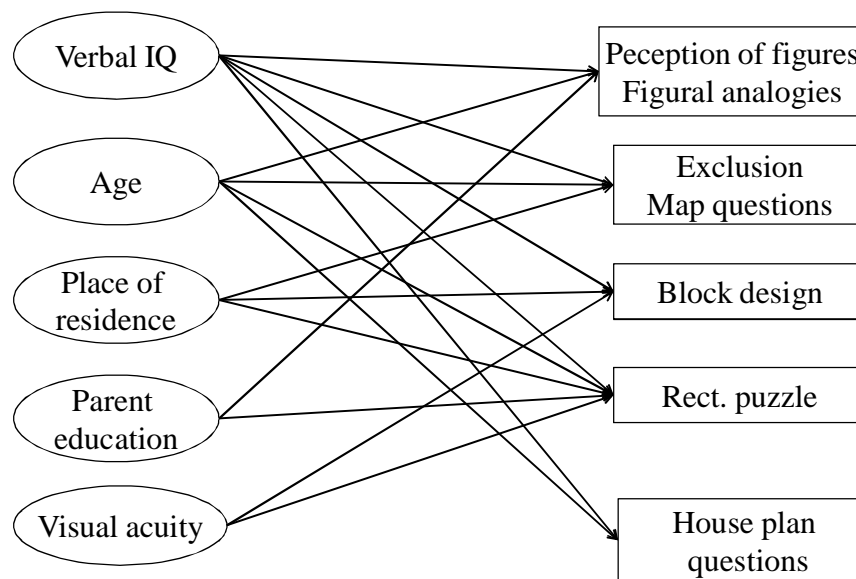 Verbal IQ
Age
Place of
residence
Parent
education
Visual acuity
Peception of figures
Figural analogies
Exclusion
Map questions
Block design
Rect. puzzle
House plan
questions